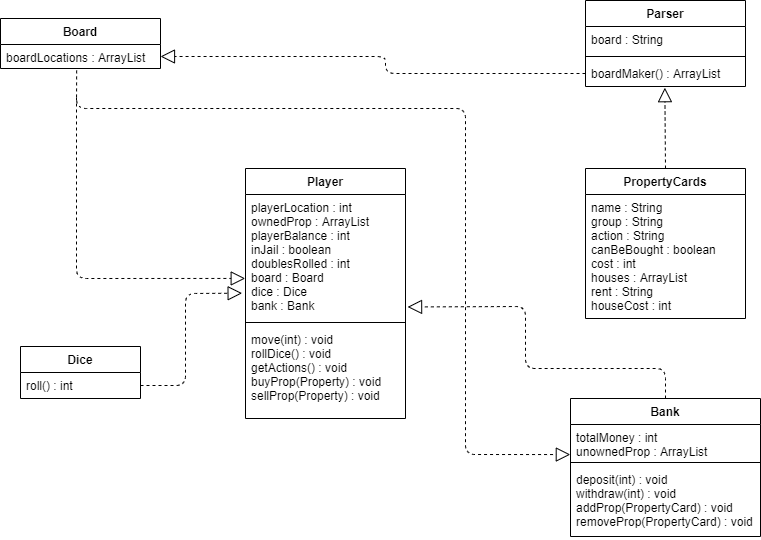 Board
boardLocations : ArrayList
Parser
board : String
boardMaker() : ArrayList
Player
playerLocation : int
ownedProp : ArrayList
playerBalance : int
inJail : boolean
doublesRolled : int
board : Board
dice : Dice
bank : Bank
move(int) : void
rollDice() : void
getActions() : void
buyProp(Property) : void
sellProp(Property) : void
PropertyCards
name : String
group : String
action : String
canBeBought : boolean
cost : int
houses : ArrayList
rent : String
houseCost : int
Dice
roll() : int
Bank
totalMoney : int
unownedProp : ArrayList
deposit(int) : void
withdraw(int) : void
addProp(PropertyCard) : void
removeProp(PropertyCard) : void